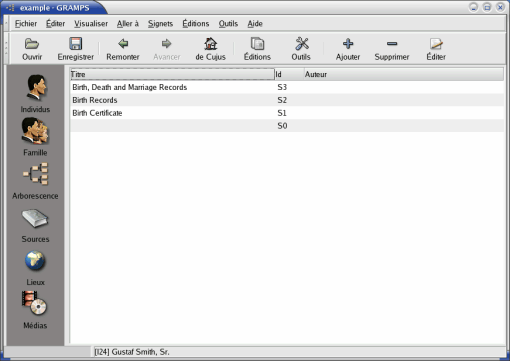 example - GRAMPS
Fichier Éditer Visualiser Aller à Signets Éditions Outils Aide
Ouvrir Enregistrer Remonter Avancer de Cujus Éditions Outils Ajouter Supprimer Éditer
Titre Id Auteur
Birth, Death and Marriage Records S3
Birth Records S2
Birth Certificate S1
S0
Individus
Famille
Arborescence
Sources
Lieux
Médias
[I24] Gustaf Smith, Sr.